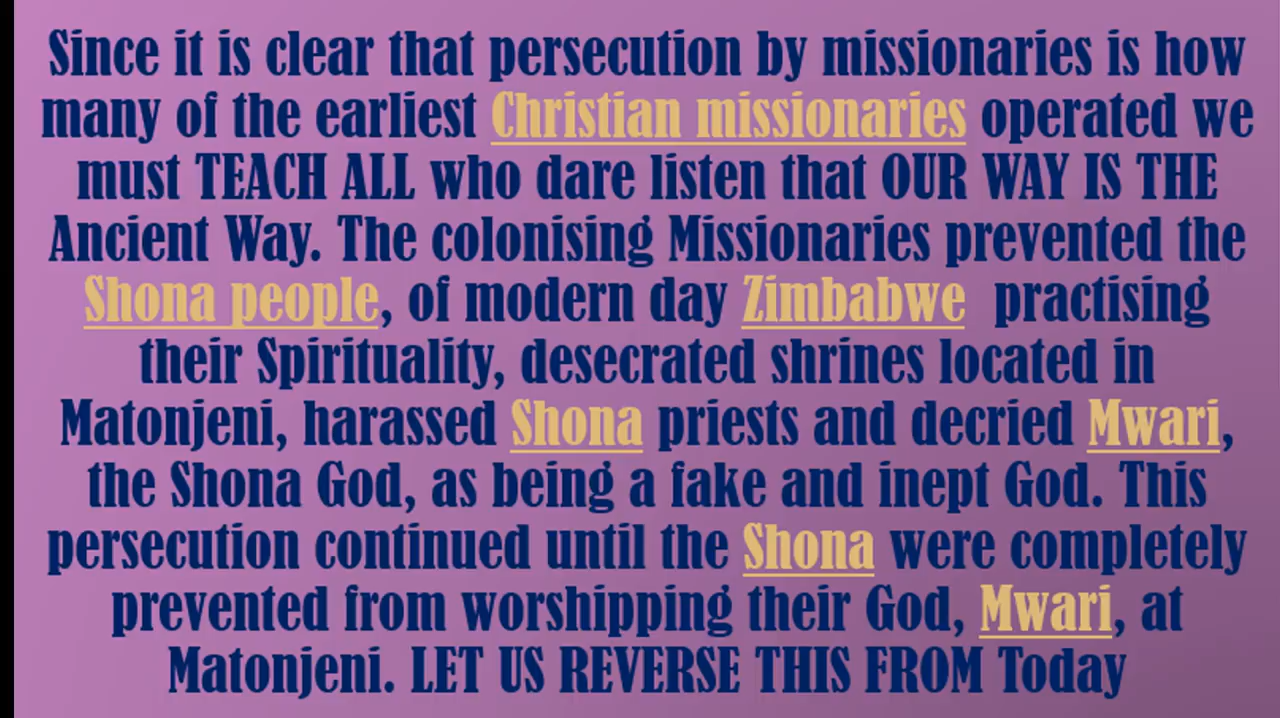 Since it is clear that persecution by missionaries is how
many of the earliest Christian missionaries operated we
must TEACH ALL who dare listen that OUR WAY IS THE
Ancient Way. The colonising Missionaries prevented the
Shona people, of modern day Zimbabwe practising
their Spirituality, desecrated shrines located in
Matonjeni, harassed Shona priests and decried Mwari,
the Shona God, as being a fake and inept God. This
persecution continued until the Shona were completely
prevented from worshipping their God, Mwari, at
Matonjeni. LET US REVERSE THIS FROM Today